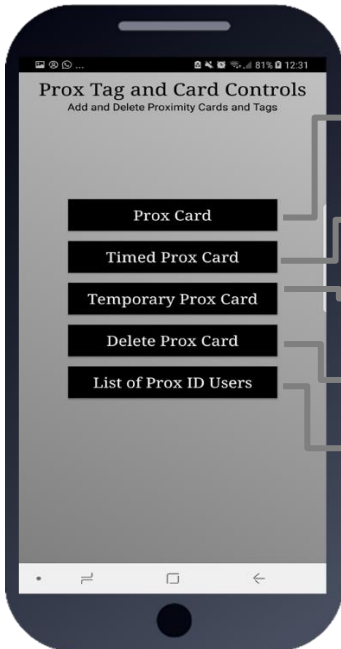 ... 81% 12:31
Prox Tag and Card Controls
Add and Delete Proximity Cards and Tags
Prox Card
Timed Prox Card
Temporary Prox Card
Delete Prox Card
List of Prox ID Users